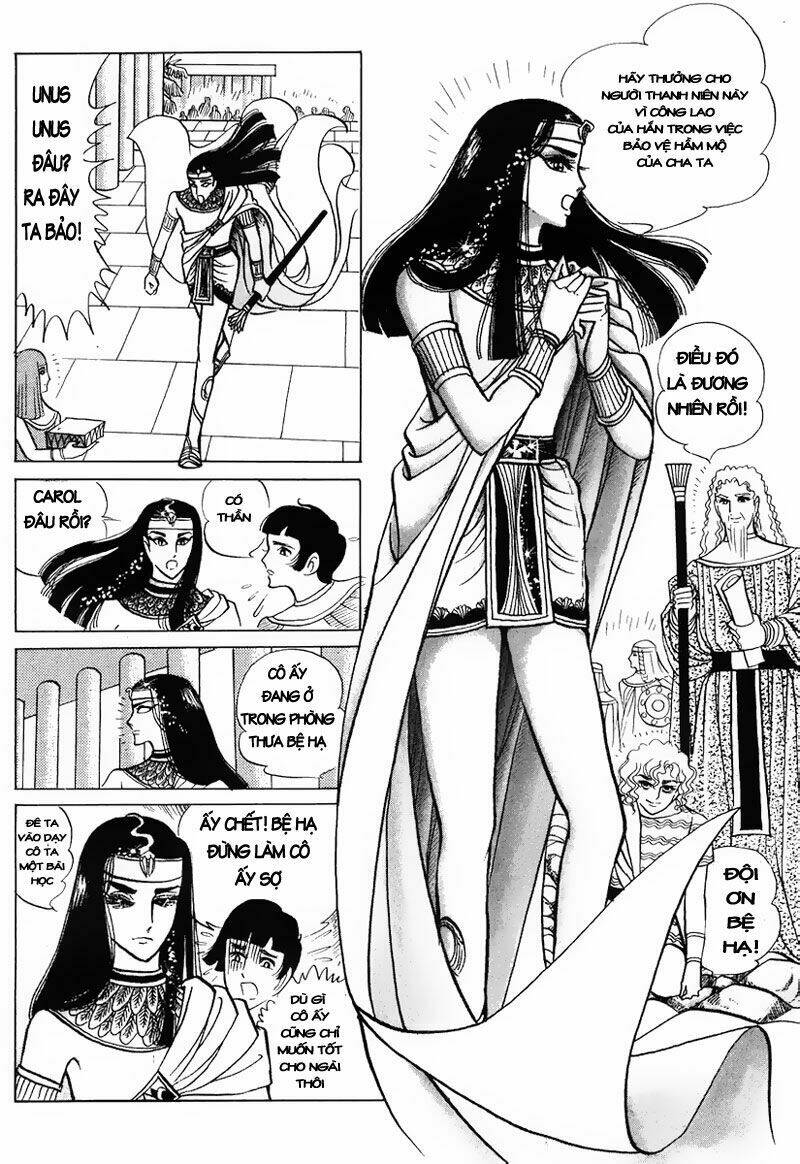 HÃY THƯỞNG CHO
NGƯỜI THANH NIÊN NÀY
VÌ CÔNG LAO
CỦA HẮN TRONG VIỆC
BẢO VỆ HẦM MỘ
CỦA CHA TA
ĐIỀU ĐÓ
LÀ ĐƯƠNG
NHIÊN RỒI!
ĐỘI
ƠN
BỆ
HẠ!
UNUS
UNUS
ĐÂU?
RA ĐÂY
TA BẢO!
CAROL
ĐÂU RỒI?
CÓ
THẦN
CÔ ẤY
ĐANG Ở
TRONG PHÒNG
THƯA BỆ HẠ
ĐÊ TA
VÀO DẠY
CÔ TA
MỘT BÀI
HỌC
ẤY CHẾT! BỆ HẠ
ĐỪNG LÀM CÔ
ẤY SỢ
DÙ GÌ
CÔ ẤY
CŨNG CHỈ
MUỐN TỐT
CHO NGÀI
THÔI